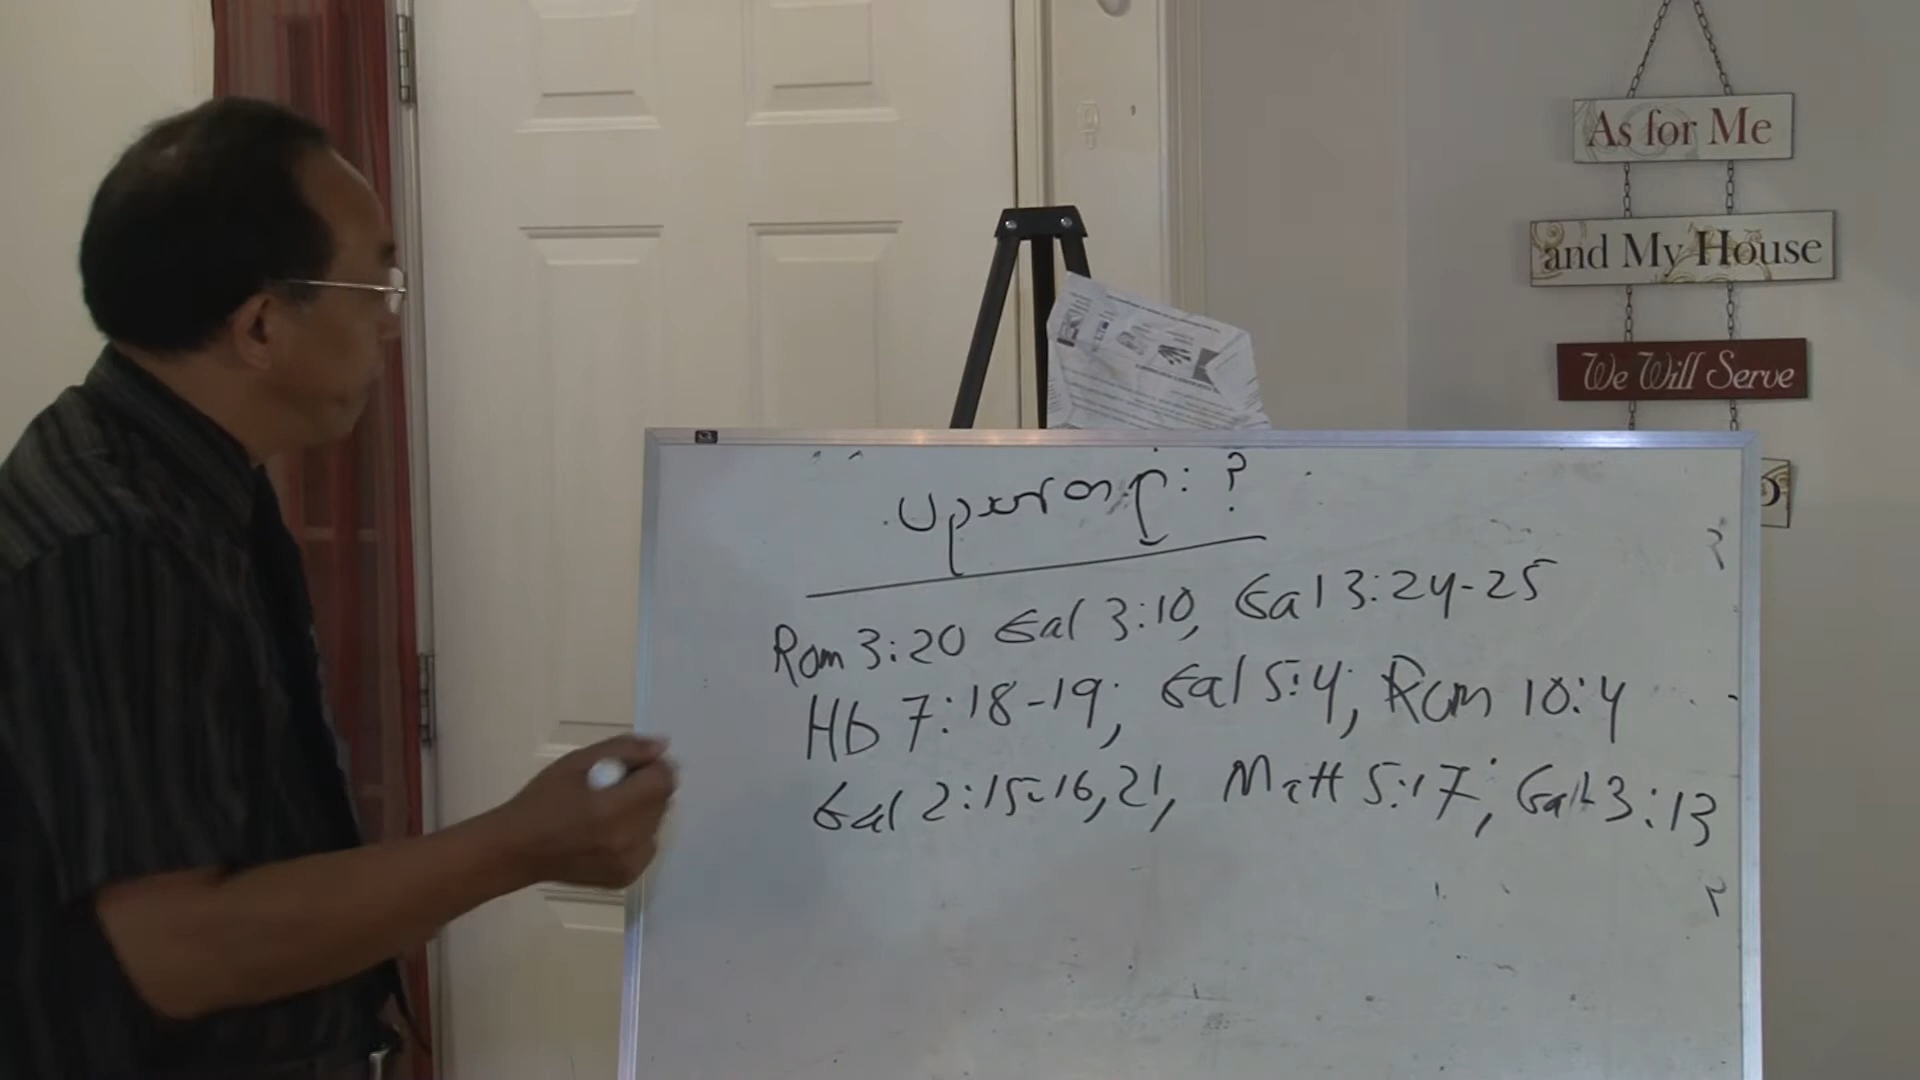 As for Me
and My House
We Will Serve
: ?
Rom 3:20 Gal 3:10, Gal 3:24-25
Hb 7:18-19; Gal 5:4; Rom 10:4
Gal 2:15-16,21, Matt 5:17; Gal 3:13